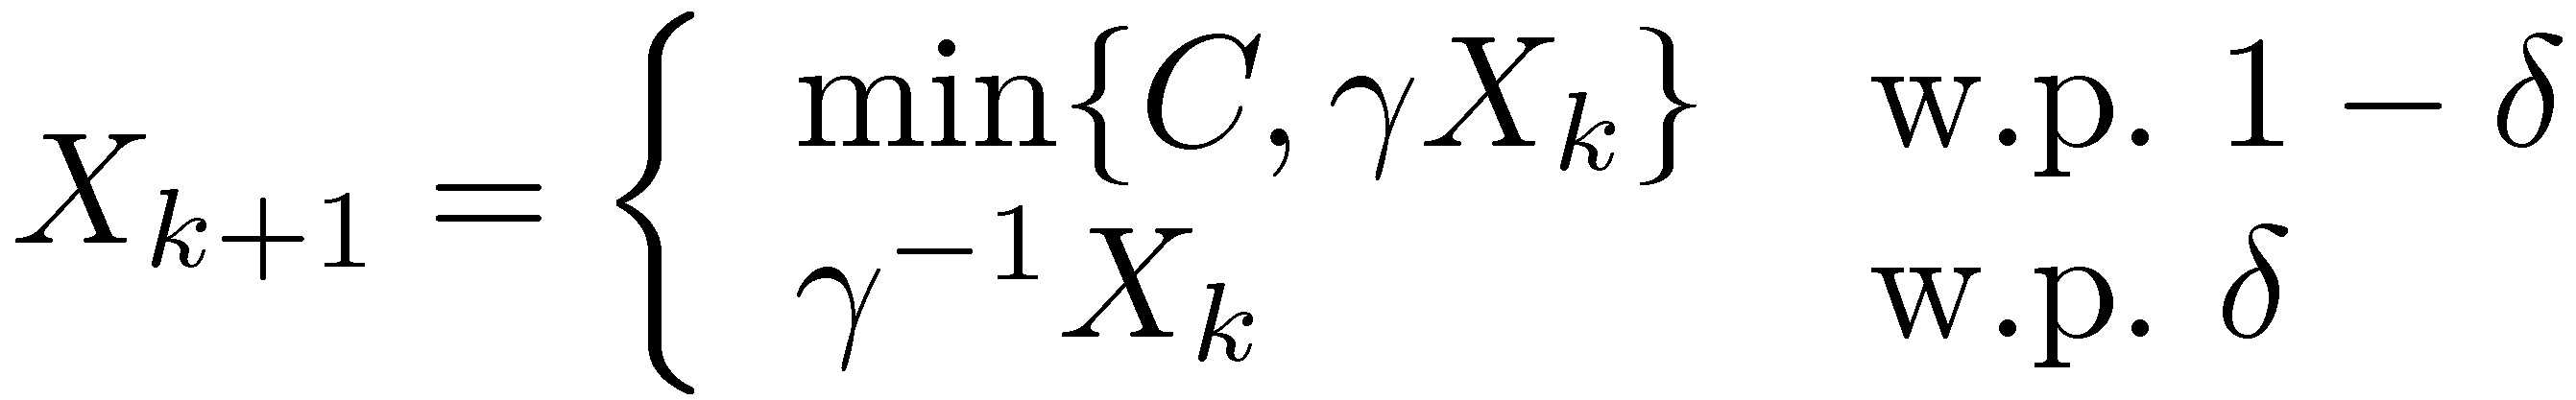 X_{k+1} = { min{C, γX_k} w.p. 1 − δ
γ^{−1}X_k w.p. δ